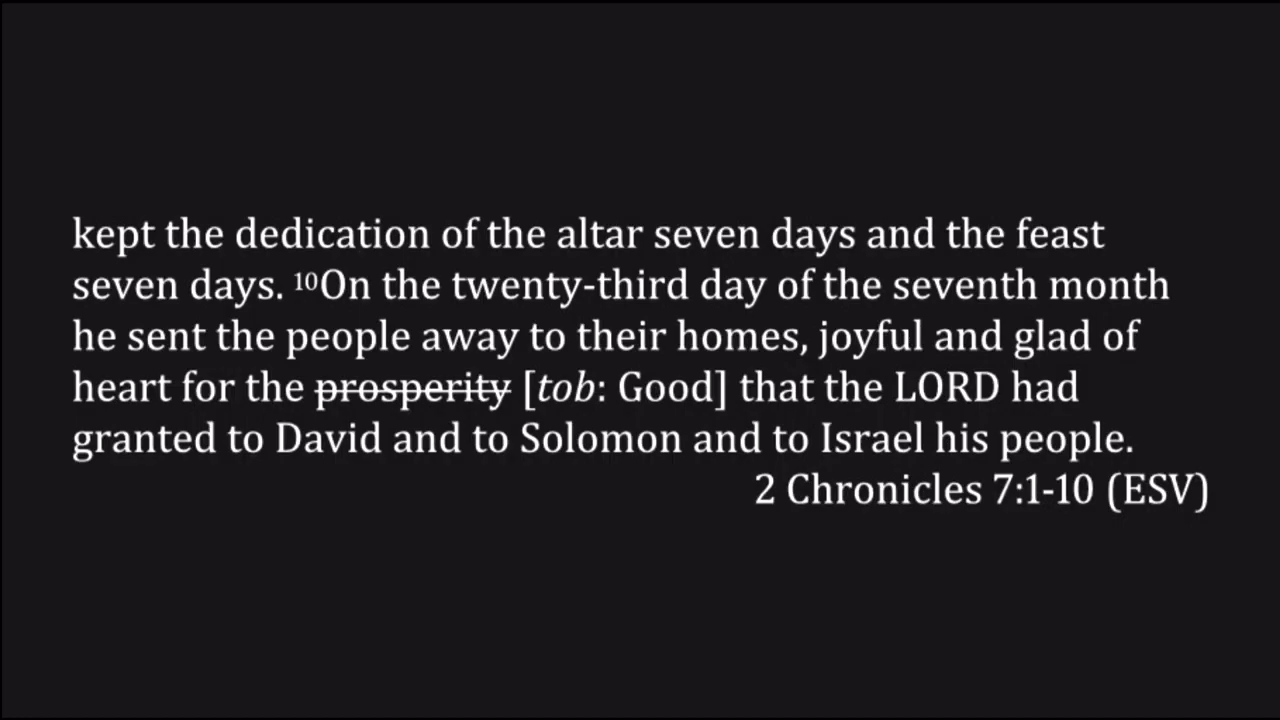 kept the dedication of the altar seven days and the feast
seven days. 10On the twenty-third day of the seventh month
he sent the people away to their homes, joyful and glad of
heart for the prosperity [tob: Good] that the LORD had
granted to David and to Solomon and to Israel his people.
2 Chronicles 7:1-10 (ESV)